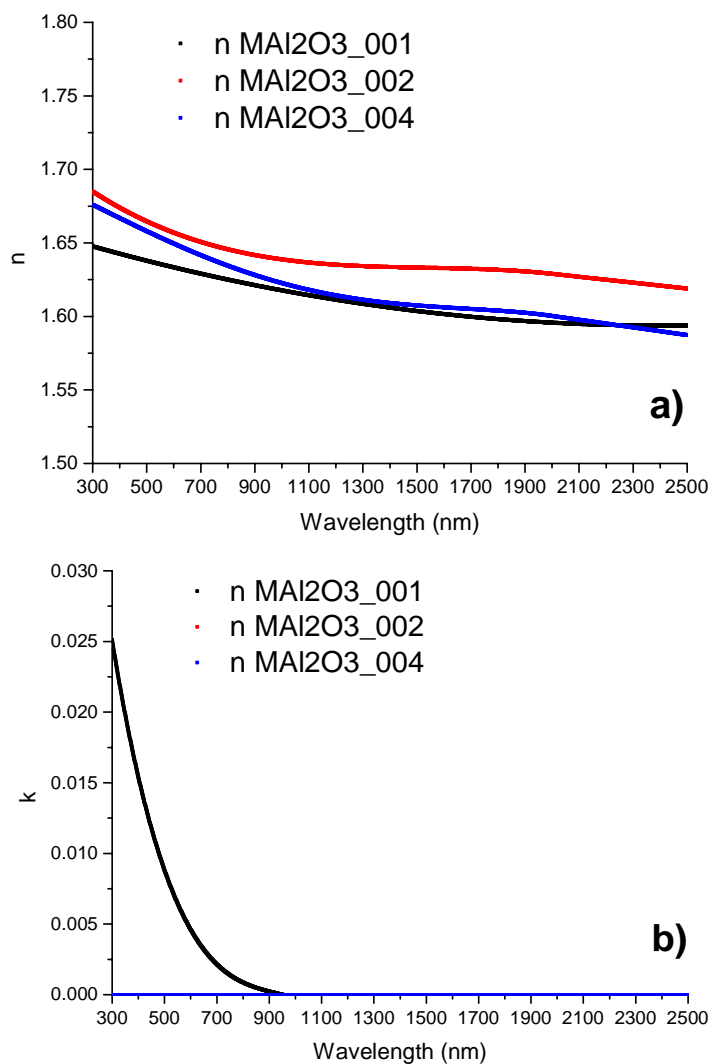 1.80
n MAl2O3_001
n MAl2O3_002
n MAl2O3_004
1.75
1.70
1.65
n
1.60
1.55
a)
1.50
300 500 700 900 1100 1300 1500 1700 1900 2100 2300 2500
Wavelength (nm)
0.030
n MAl2O3_001
n MAl2O3_002
n MAl2O3_004
0.025
0.020
0.015
k
0.010
0.005
b)
0.000
300 500 700 900 1100 1300 1500 1700 1900 2100 2300 2500
Wavelength (nm)